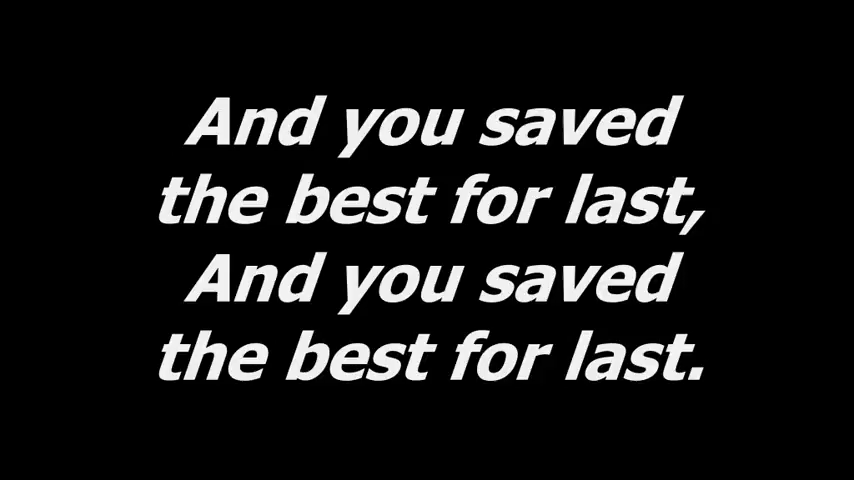 And you saved
the best for last,
And you saved
the best for last.